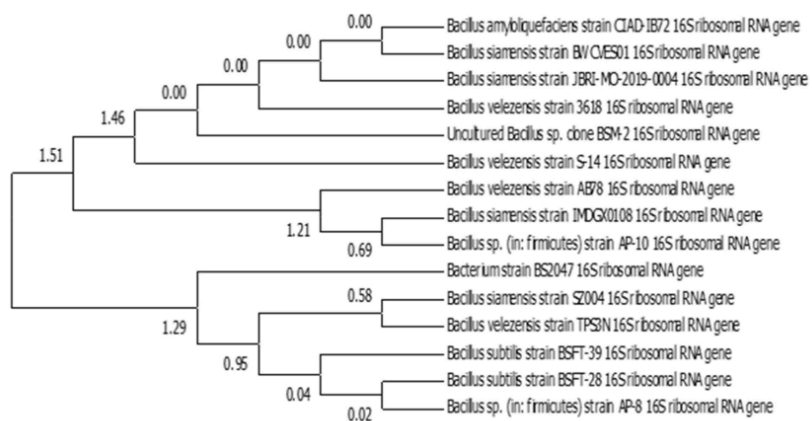 0.00
Bacillus amyloliquefaciens strain CIAD-IB72 16S ribosomal RNA gene
0.00
Bacillus siamensis strain BWCVES01 16S ribosomal RNA gene
0.00
Bacillus siamensis strain JBRI-MO-2019-0004 16S ribosomal RNA gene
0.00
Bacillus velezensis strain 3618 16S ribosomal RNA gene
1.46
Uncultured Bacillus sp. clone BSM-2 16S ribosomal RNA gene
1.51
Bacillus velezensis strain S-14 16S ribosomal RNA gene
Bacillus velezensis strain AB78 16S ribosomal RNA gene
1.21
Bacillus siamensis strain IMDGX0108 16S ribosomal RNA gene
0.69
Bacillus sp. (in: firmicutes) strain AP-10 16S ribosomal RNA gene
Bacterium strain BS2047 16S ribosomal RNA gene
0.58
Bacillus siamensis strain SZ004 16S ribosomal RNA gene
1.29
Bacillus velezensis strain TPS3N 16S ribosomal RNA gene
0.95
Bacillus subtilis strain BSFT-39 16S ribosomal RNA gene
0.04
Bacillus subtilis strain BSFT-28 16S ribosomal RNA gene
0.02
Bacillus sp. (in: firmicutes) strain AP-8 16S ribosomal RNA gene